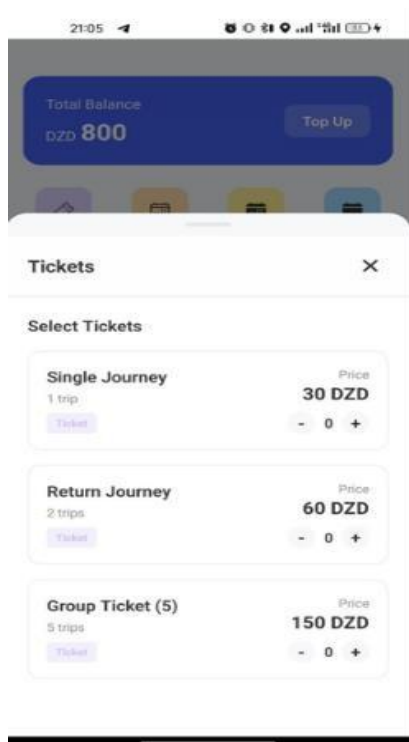 21:05
Total Balance
DZD 800
Top Up
Tickets
Select Tickets
Single Journey
Price
1 trip
30 DZD
Ticket
- 0 +
Return Journey
Price
2 trips
60 DZD
Ticket
- 0 +
Group Ticket (5)
Price
5 trips
150 DZD
Ticket
- 0 +